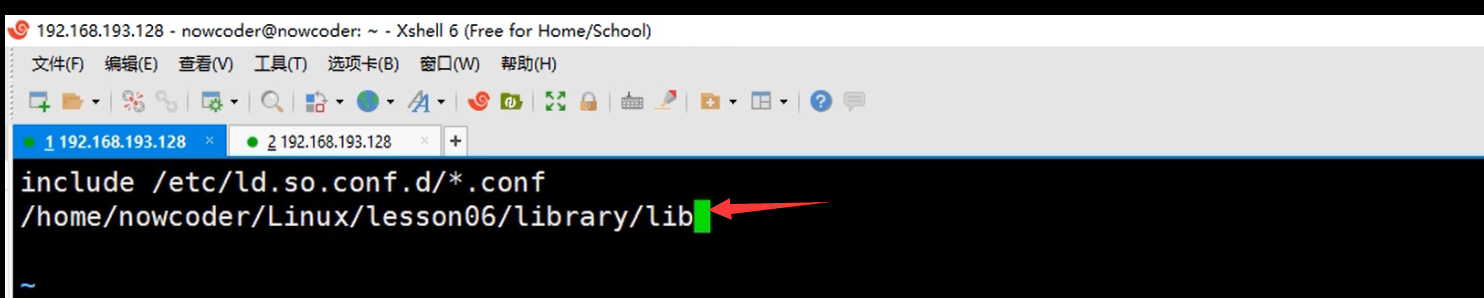 192.168.193.128 - nowcoder@nowcoder: ~ - Xshell 6 (Free for Home/School)
文件(F) 编辑(E) 查看(V) 工具(T) 选项卡(B) 窗口(W) 帮助(H)
1 192.168.193.128 × 2 192.168.193.128 × +
include /etc/ld.so.conf.d/*.conf
/home/nowcoder/Linux/lesson06/library/lib
~